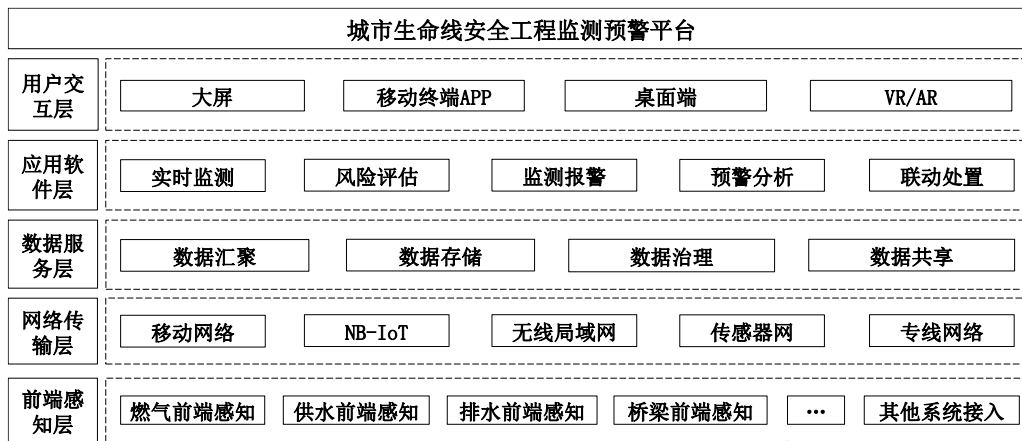 城市生命线安全工程监测预警平台
用户交
互层
大屏 移动终端APP 桌面端 VR/AR
应用软
件层
实时监测 风险评估 监测报警 预警分析 联动处置
数据服
务层
数据汇聚 数据存储 数据治理 数据共享
网络传
输层
移动网络 NB-IoT 无线局域网 传感器网 专线网络
前端感
知层
燃气前端感知 供水前端感知 排水前端感知 桥梁前端感知 … 其他系统接入